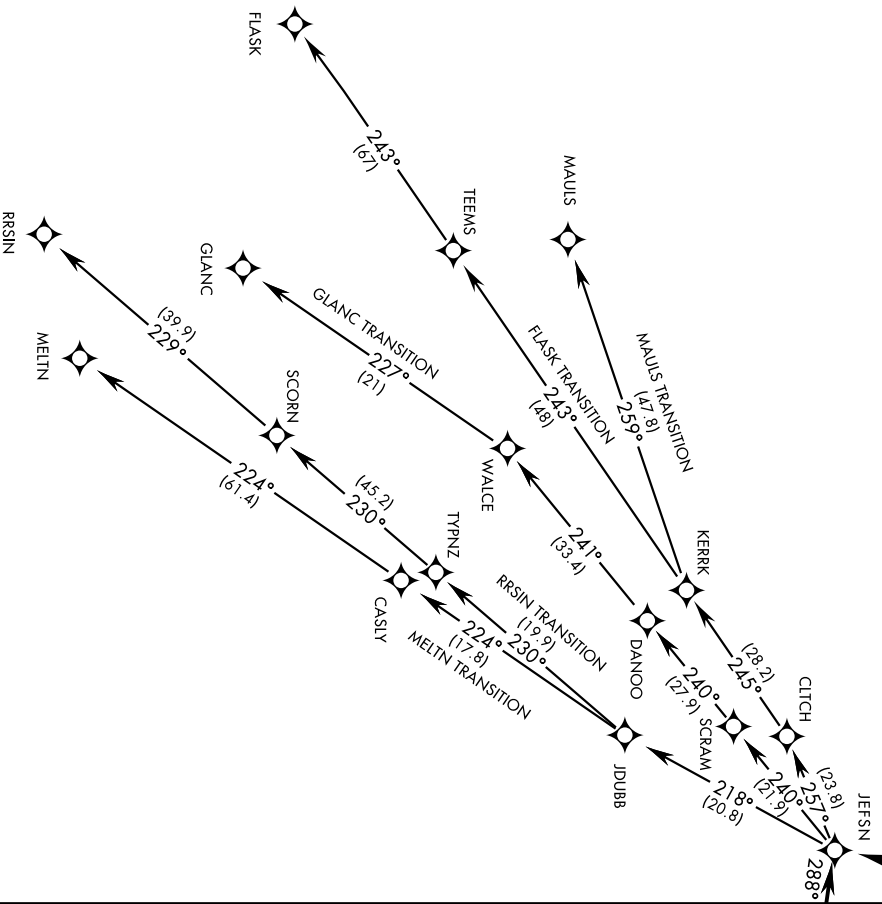 FLASK
243°
(67)
MAULS
TEEMS
RRSIN
GLANC
GLANC TRANSITION
227°
(21)
FLASK TRANSITION
243°
(48)
MAULS TRANSITION
(47.8)
259°
(39.9)
229°
MELTN
SCORN
WALCE
224°
(61.4)
(45.2)
230°
TYPNZ
241°
(33.4)
KERRK
CASLY
RRSIN TRANSITION
(19.9)
230°
224°
(17.8)
MELTN TRANSITION
DANOO
(28.2)
245°
240°
(27.9)
CLTCH
SCRAM
JDUBB
218°
(20.8)
240°
(21.9)
(23.8)
257°
JEFSN
288°